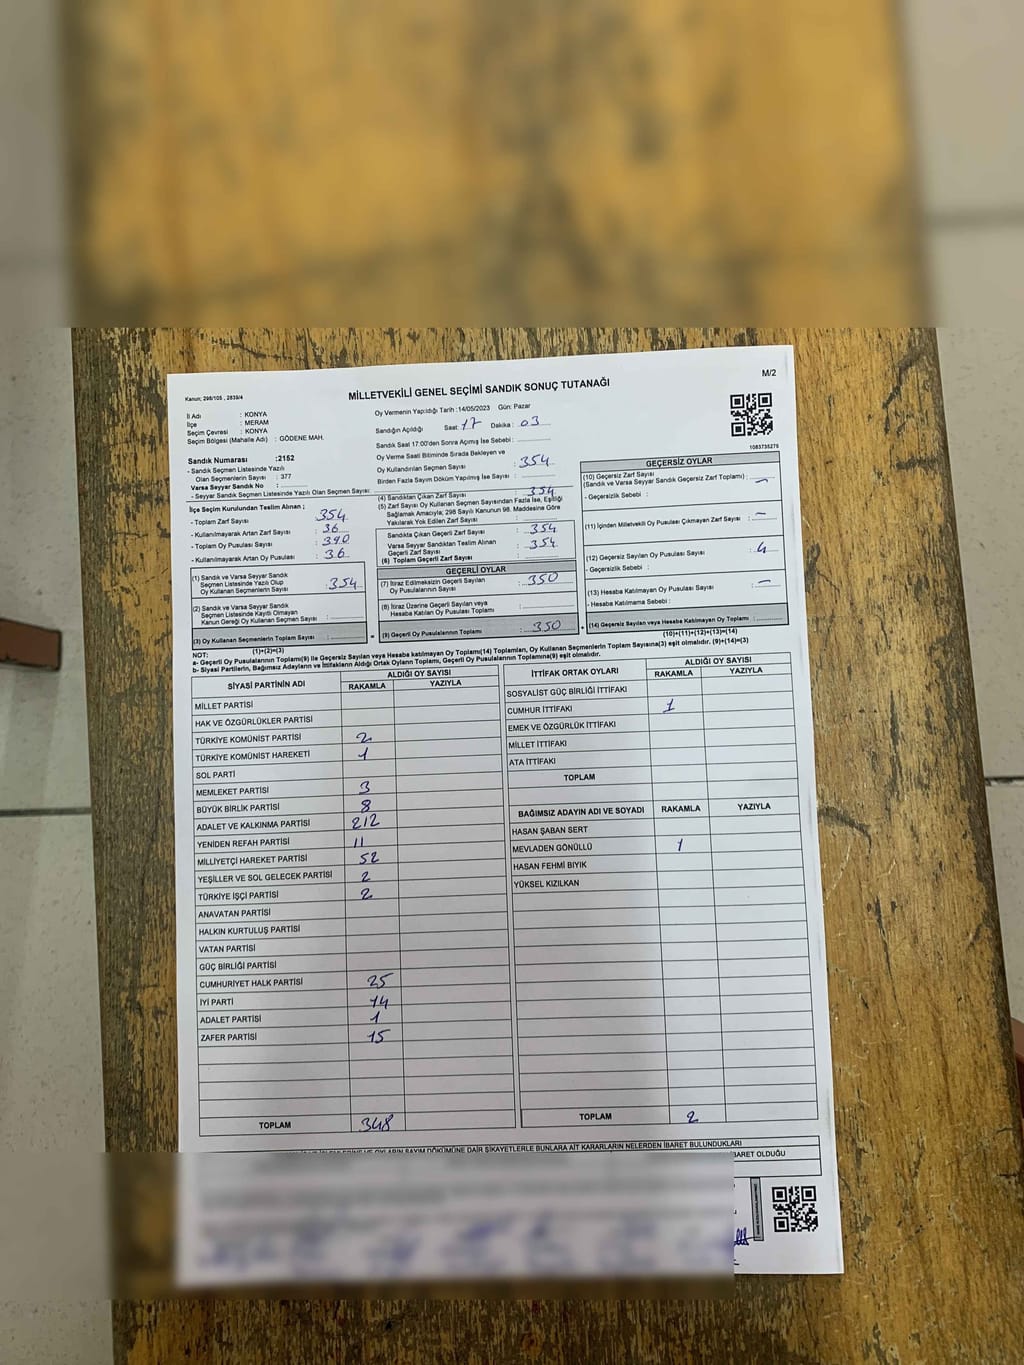 M/2
Kanun; 298/105 , 2839/4
MİLLETVEKİLİ GENEL SEÇİMİ SANDIK SONUÇ TUTANAĞI
İl Adı : KONYA
İlçe : MERAM
Seçim Çevresi : KONYA
Seçim Bölgesi (Mahalle Adı) : GÖDENE MAH.
Sandık Numarası :2152
- Sandık Seçmen Listesinde Yazılı
Olan Seçmenlerin Sayısı : 377
Varsa Seyyar Sandık No :
- Seyyar Sandık Seçmen Listesinde Yazılı Olan Seçmen Sayısı:
İlçe Seçim Kurulundan Teslim Alınan ;
- Toplam Zarf Sayısı : 354
- Kullanılmayarak Artan Zarf Sayısı : 36
- Toplam Oy Pusulası Sayısı : 390
- Kullanılmayarak Artan Oy Pusulası : 36
(1) Sandık ve Varsa Seyyar Sandık
Seçmen Listesinde Yazılı Olup
Oy Kullanan Seçmenlerin Sayısı : 354
(2) Sandık ve Varsa Seyyar Sandık
Seçmen Listesinde Kayıtlı Olmayan
Kanun Gereği Oy Kullanan Seçmen Sayısı :
(3) Oy Kullanan Seçmenlerin Toplam Sayısı :
(1)+(2)=(3)
Oy Vermenin Yapıldığı Tarih :14/05/2023 Gün: Pazar
Sandığın Açıldığı Saat: 17 Dakika : 03
Sandık Saat 17:00'den Sonra Açımış İse Sebebi :
Oy Verme Saati Bitiminde Sırada Bekleyen ve
Oy Kullandırılan Seçmen Sayısı : 354
Birden Fazla Sayım Döküm Yapılmış İse Sayısı :
(4) Sandıktan Çıkan Zarf Sayısı : 354
(5) Zarf Sayısı Oy Kullanan Seçmen Sayısından Fazla İse, Eşitliği
Sağlamak Amacıyla; 298 Sayılı Kanunun 98. Maddesine Göre
Yakılarak Yok Edilen Zarf Sayısı :
Sandıkta Çıkan Geçerli Zarf Sayısı : 354
Varsa Seyyar Sandıktan Teslim Alınan
Geçerli Zarf Sayısı : 354
(6) Toplam Geçerli Zarf Sayısı :
GEÇERLİ OYLAR
(7) İtiraz Edilmeksizin Geçerli Sayılan
Oy Pusulasının Sayısı : 350
(8) İtiraz Üzerine Geçerli Sayılan veya
Hesaba Katılan Oy Pusulası Toplamı :
(9) Geçerli Oy Pusulalarının Toplamı : 350
1083735275
GEÇERSİZ OYLAR
(10) Geçersiz Zarf Sayısı
(Sandık ve Varsa Seyyar Sandık Geçersiz Zarf Toplamı) : -
- Geçersizlik Sebebi :
(11) İçinden Milletvekili Oy Pusulası Çıkmayan Zarf Sayısı : -
(12) Geçersiz Sayılan Oy Pusulası Sayısı : 4
- Geçersizlik Sebebi :
(13) Hesaba Katılmayan Oy Pusulası Sayısı : -
- Hesaba Katılmama Sebebi :
(14) Geçersiz Sayılan veya Hesaba Katılmayan Oy Toplamı :
(10)+(11)+(12)+(13)=(14)
NOT:
a- Geçerli Oy Pusulalarının Toplamı(9) ile Geçersiz Sayılan veya Hesaba katılmayan Oy Toplamı(14) Toplamları, Oy Kullanan Seçmenlerin Toplam Sayısına(3) eşit olmalıdır. (9)+(14)=(3)
b- Siyasi Partilerin, Bağımsız Adayların ve İttifakların Aldığı Ortak Oyların Toplamı, Geçerli Oy Pusulalarının Toplamına(9) eşit olmalıdır.
SİYASİ PARTİNİN ADI ALDIĞI OY SAYISI
RAKAMLA YAZIYLA
MİLLET PARTİSİ
HAK VE ÖZGÜRLÜKLER PARTİSİ
TÜRKİYE KOMÜNİST PARTİSİ 2
TÜRKİYE KOMÜNİST HAREKETİ 1
SOL PARTİ
MEMLEKET PARTİSİ 3
BÜYÜK BİRLİK PARTİSİ 8
ADALET VE KALKINMA PARTİSİ 212
YENİDEN REFAH PARTİSİ 11
MİLLİYETÇİ HAREKET PARTİSİ 52
YEŞİLLER VE SOL GELECEK PARTİSİ 2
TÜRKİYE İŞÇİ PARTİSİ 2
ANAVATAN PARTİSİ
HALKIN KURTULUŞ PARTİSİ
VATAN PARTİSİ
GÜÇ BİRLİĞİ PARTİSİ
CUMHURİYET HALK PARTİSİ 25
İYİ PARTİ 14
ADALET PARTİSİ 1
ZAFER PARTİSİ 15
TOPLAM 348
İTTİFAK ORTAK OYLARI ALDIĞI OY SAYISI
RAKAMLA YAZIYLA
SOSYALİST GÜÇ BİRLİĞİ İTTİFAKI
CUMHUR İTTİFAKI 1
EMEK VE ÖZGÜRLÜK İTTİFAKI
MİLLET İTTİFAKI
ATA İTTİFAKI
TOPLAM
BAĞIMSIZ ADAYIN ADI VE SOYADI RAKAMLA YAZIYLA
HASAN ŞABAN SERT
MEVLADEN GÖNÜLLÜ 1
HASAN FEHMİ BIYIK
YÜKSEL KIZILKAN
TOPLAM 2
OYLARIN SAYIM DÖKÜMÜNE DAİR ŞİKAYETLERLE BUNLARA AİT KARARLARIN NELERDEN İBARET BULUNDUKLARI
İBARET OLDUĞU